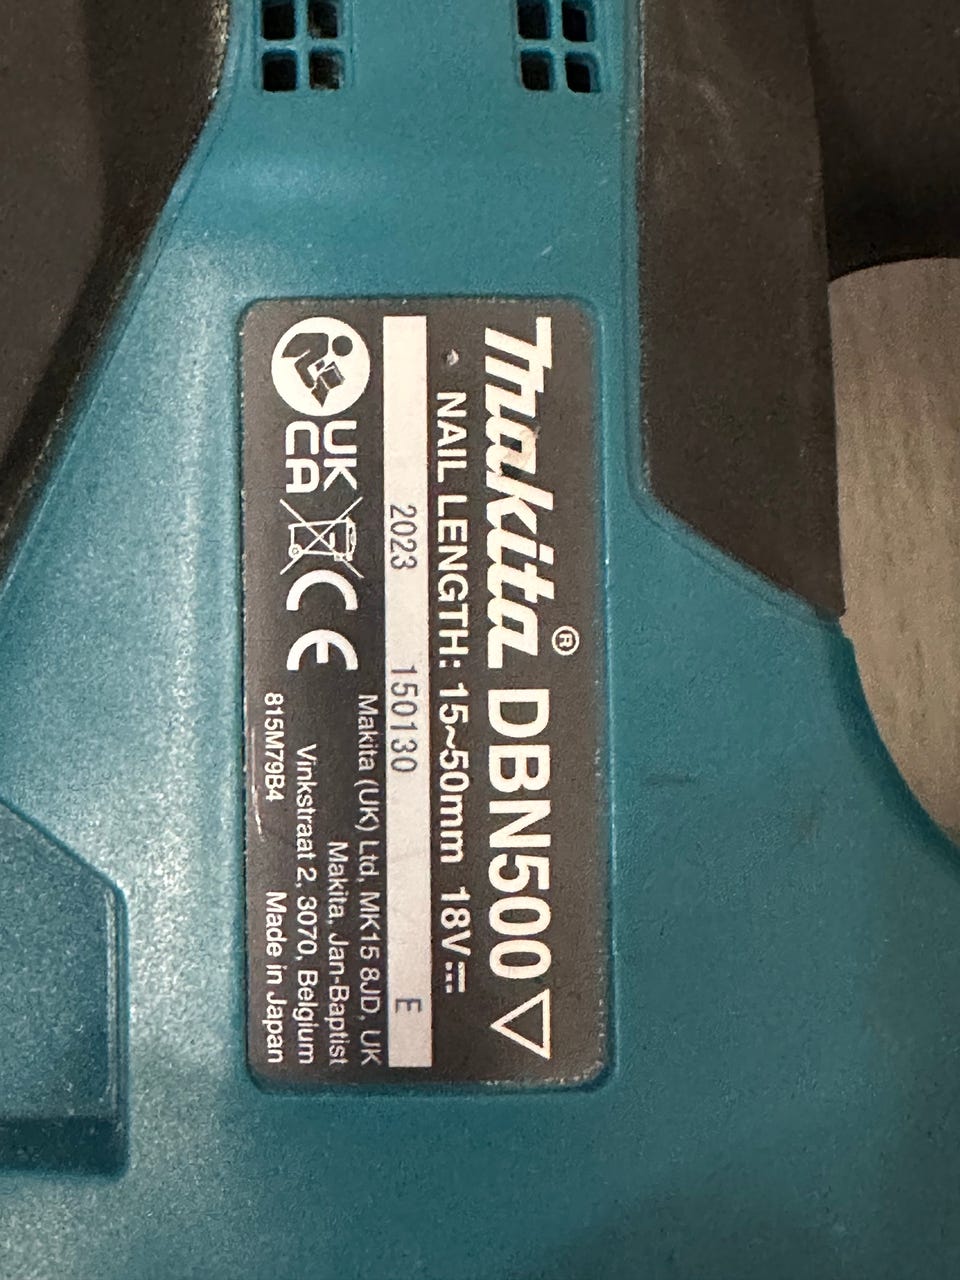 Makita® DBN500
NAIL LENGTH: 15~50mm 18V
2023 150130 E
UK
CA
CE
Makita (UK) Ltd, MK15 8JD, UK
Makita, Jan-Baptist
Vinkstraat 2, 3070, Belgium
815M79B4 Made in Japan